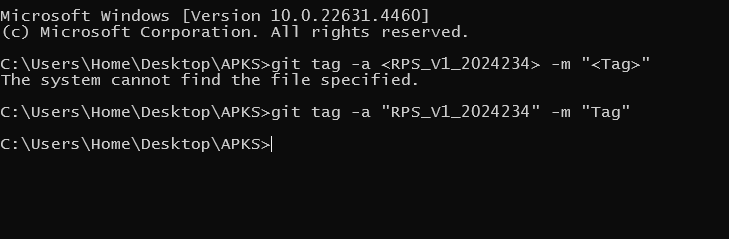 Microsoft Windows [Version 10.0.22631.4460]
(c) Microsoft Corporation. All rights reserved.
C:\Users\Home\Desktop\APKS>git tag -a <RPS_V1_2024234> -m "<Tag>"
The system cannot find the file specified.
C:\Users\Home\Desktop\APKS>git tag -a "RPS_V1_2024234" -m "Tag"
C:\Users\Home\Desktop\APKS>